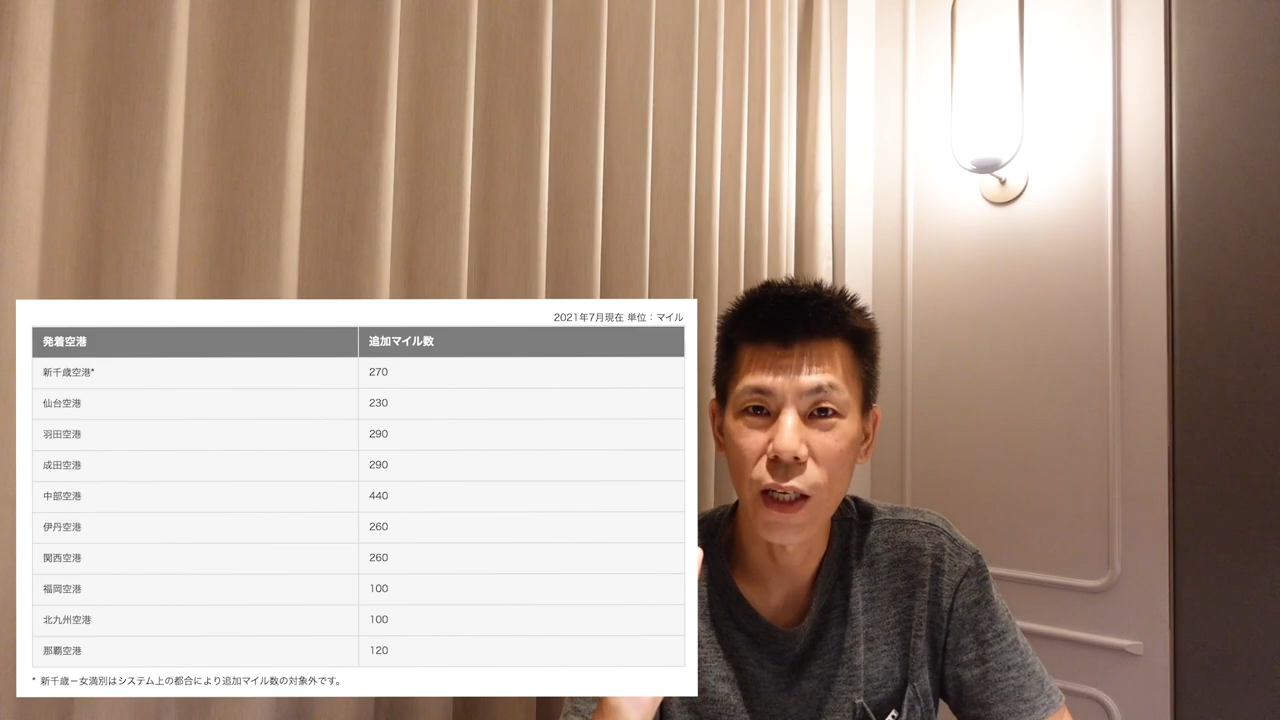 2021年7月現在 単位：マイル
発着空港 追加マイル数
新千歳空港* 270
仙台空港 230
羽田空港 290
成田空港 290
中部空港 440
伊丹空港 260
関西空港 260
福岡空港 100
北九州空港 100
那覇空港 120
* 新千歳－女満別はシステム上の都合により追加マイル数の対象外です。